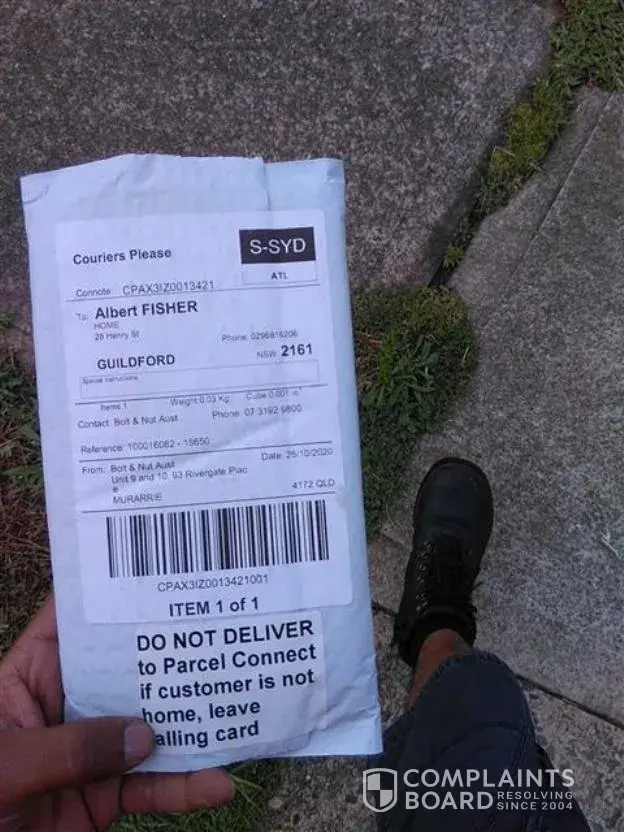 Couriers Please
S-SYD
ATL
Connote CPAX3IZ0013421
To: Albert FISHER
HOME
28 Henry St
Phone: 0296816206
GUILDFORD NSW 2161
Special Instructions
Items 1 Weight 0.03 Kg Cube 0.001 m³
Contact Bolt & Nut Aust Phone: 07 3192 9800
Reference: 100016082 - 15650
From: Bolt & Nut Aust Date: 25/10/2020
Unit 9 and 10, 93 Rivergate Plac
e
MURARRIE 4172 QLD
CPAX3IZ0013421001
ITEM 1 of 1
DO NOT DELIVER
to Parcel Connect
if customer is not
home, leave
alling card
COMPLAINTS
BOARD RESOLVING
SINCE 2004